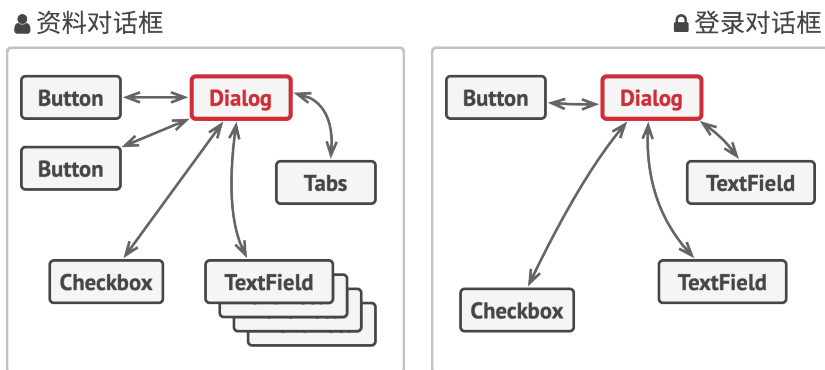 资料对话框
登录对话框
Button
Dialog
Button
Tabs
Checkbox
TextField
Button
Dialog
TextField
TextField
Checkbox